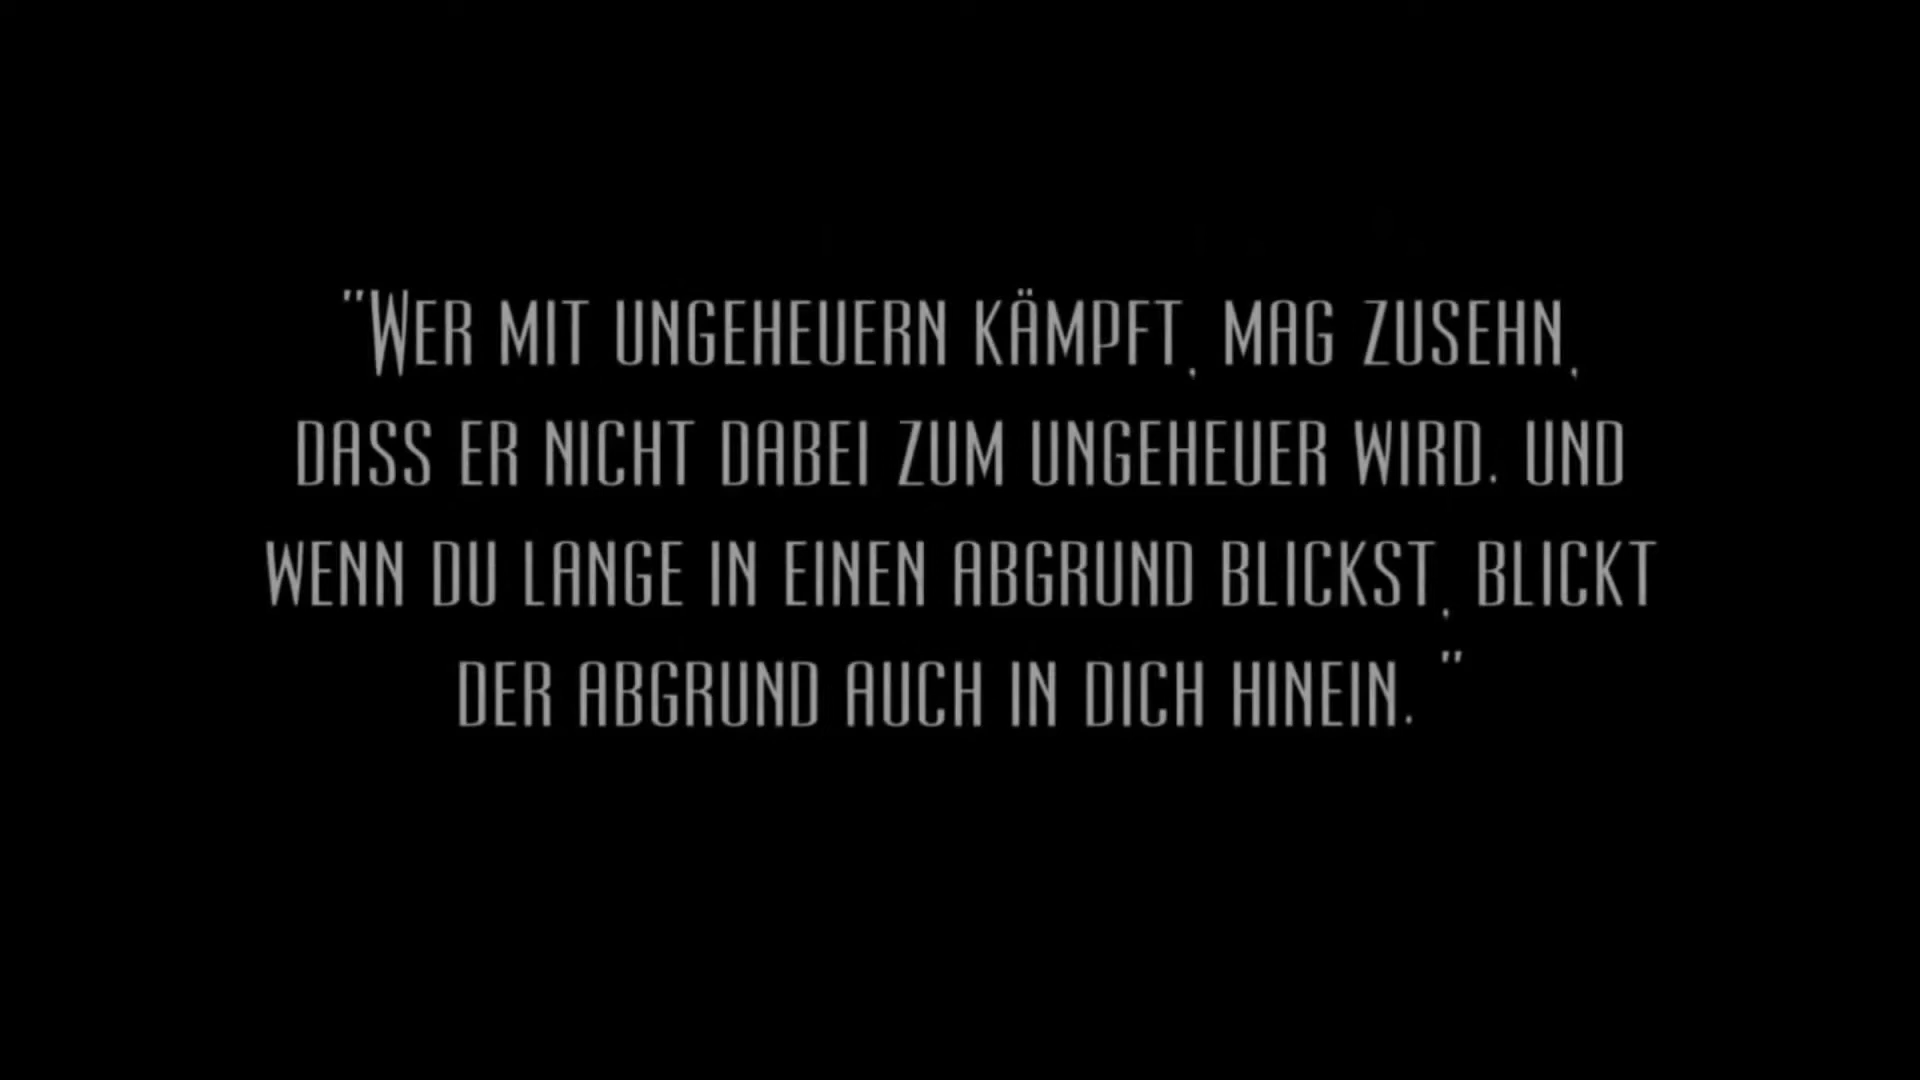 "Wer mit ungeheuern kämpft, mag zusehn,
dass er nicht dabei zum ungeheuer wird. und
wenn du lange in einen abgrund blickst, blickt
der abgrund auch in dich hinein. "